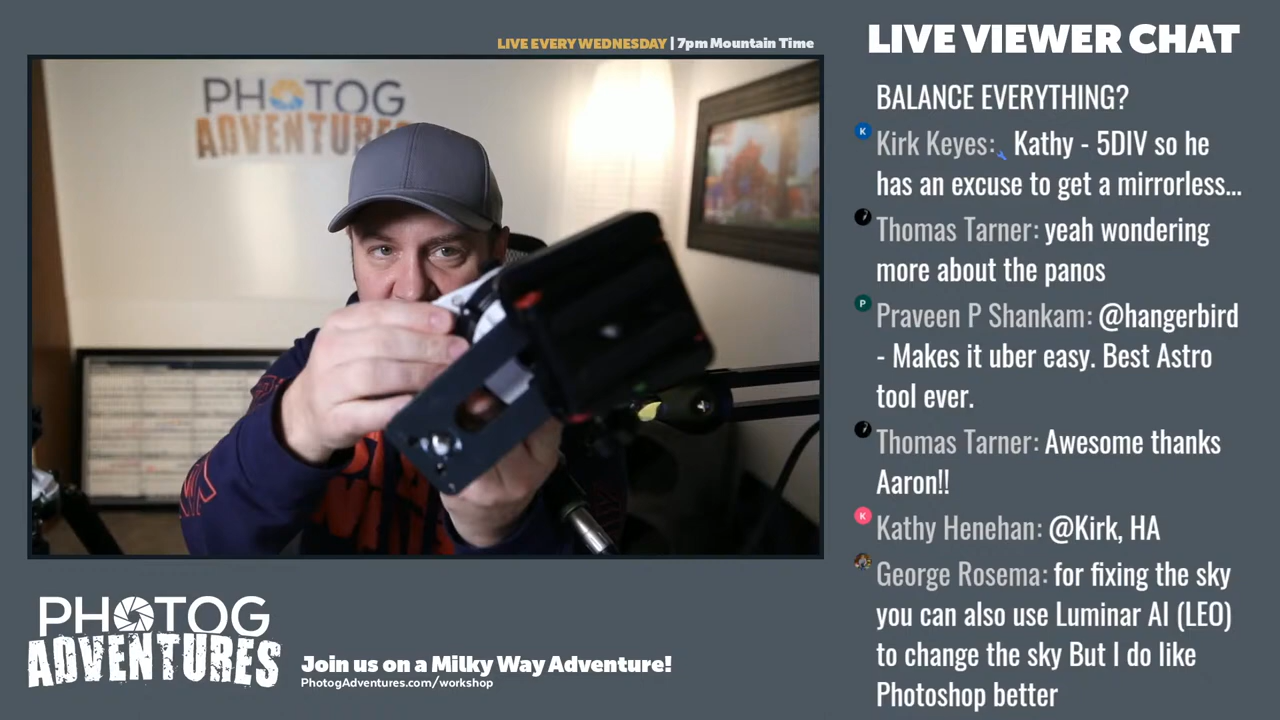 LIVE EVERY WEDNESDAY | 7pm Mountain Time
PHOTOG
ADVENTURES
PHOTOG
ADVENTURES
Join us on a Milky Way Adventure!
PhotogAdventures.com/workshop
LIVE VIEWER CHAT
BALANCE EVERYTHING?
K
Kirk Keyes: Kathy - 5DIV so he
has an excuse to get a mirrorless...
Thomas Tarner: yeah wondering
more about the panos
P
Praveen P Shankam: @hangerbird
- Makes it uber easy. Best Astro
tool ever.
Thomas Tarner: Awesome thanks
Aaron!!
K
Kathy Henehan: @Kirk, HA
George Rosema: for fixing the sky
you can also use Luminar AI (LEO)
to change the sky But I do like
Photoshop better